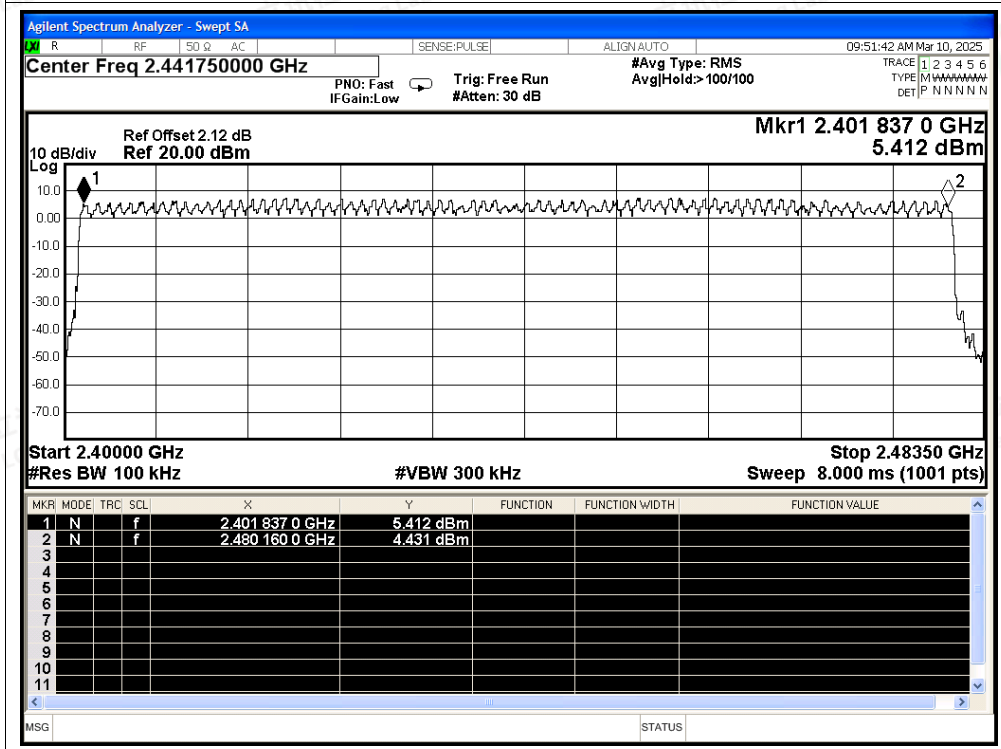 Agilent Spectrum Analyzer - Swept SA
LXI R RF 50 Ω AC SENSE:PULSE ALIGN AUTO 09:51:42 AM Mar 10, 2025
Center Freq 2.441750000 GHz
PNO: Fast
IFGain:Low
Trig: Free Run
#Atten: 30 dB
#Avg Type: RMS
Avg|Hold:>100/100
TRACE 1 2 3 4 5 6
TYPE M
DET P N N N N N
Ref Offset 2.12 dB
10 dB/div Ref 20.00 dBm
Log
Mkr1 2.401 837 0 GHz
5.412 dBm
1
2
10.0
0.00
-10.0
-20.0
-30.0
-40.0
-50.0
-60.0
-70.0
Start 2.40000 GHz Stop 2.48350 GHz
#Res BW 100 kHz #VBW 300 kHz Sweep 8.000 ms (1001 pts)
MKR MODE TRC SCL X Y FUNCTION FUNCTION WIDTH FUNCTION VALUE
1 N f 2.401 837 0 GHz 5.412 dBm
2 N f 2.480 160 0 GHz 4.431 dBm
3
4
5
6
7
8
9
10
11
MSG STATUS